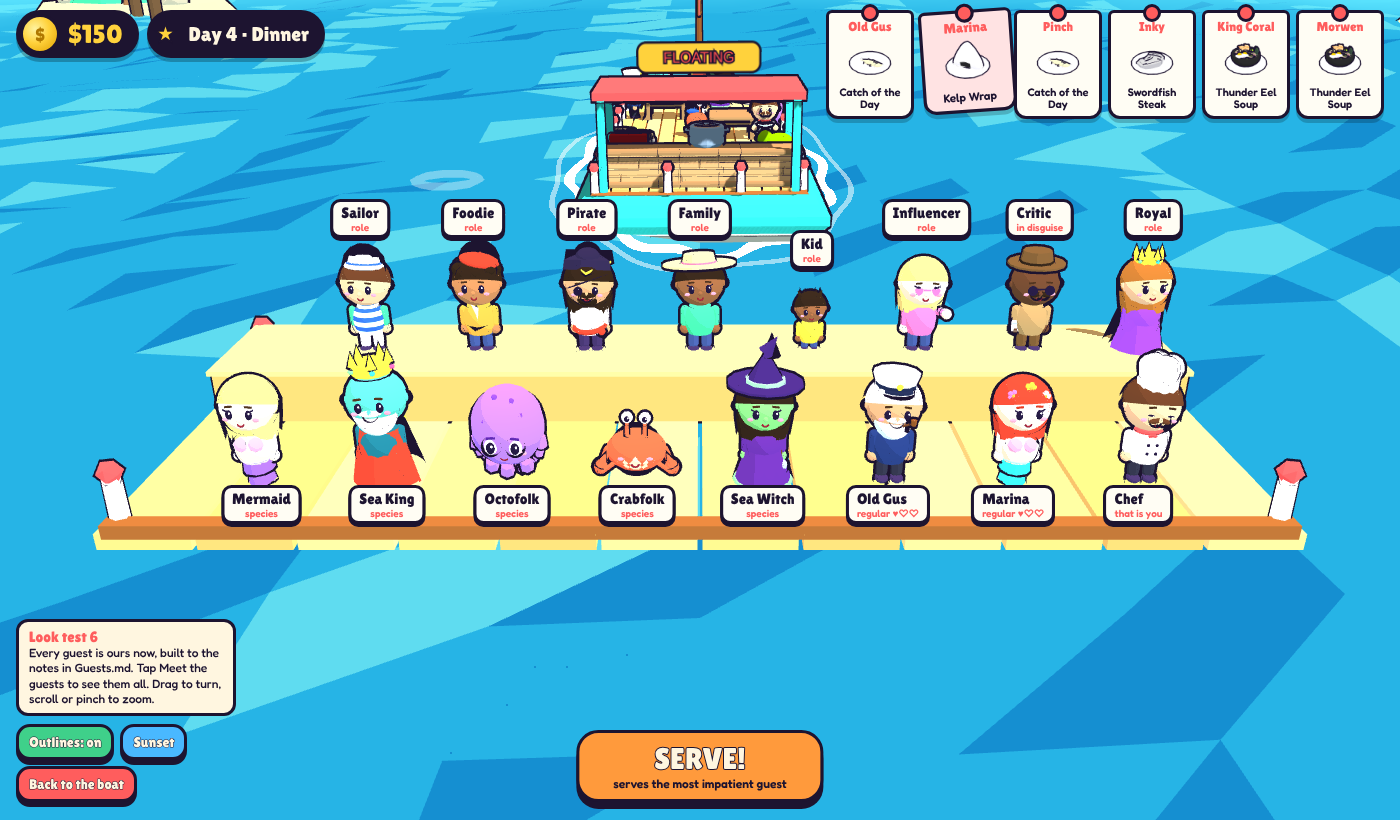 $ $150
★ Day 4 · Dinner
FLOATING
Old Gus
Catch of the
Day
Marina
Kelp Wrap
Pinch
Catch of the
Day
Inky
Swordfish
Steak
King Coral
Thunder Eel
Soup
Morwen
Thunder Eel
Soup
Sailor
role
Foodie
role
Pirate
role
Family
role
Kid
role
Influencer
role
Critic
in disguise
Royal
role
Mermaid
species
Sea King
species
Octofolk
species
Crabfolk
species
Sea Witch
species
Old Gus
regular ♥♡♡
Marina
regular ♥♡♡
Chef
that is you
Look test 6
Every guest is ours now, built to the
notes in Guests.md. Tap Meet the
guests to see them all. Drag to turn,
scroll or pinch to zoom.
Outlines: on
Sunset
Back to the boat
SERVE!
serves the most impatient guest